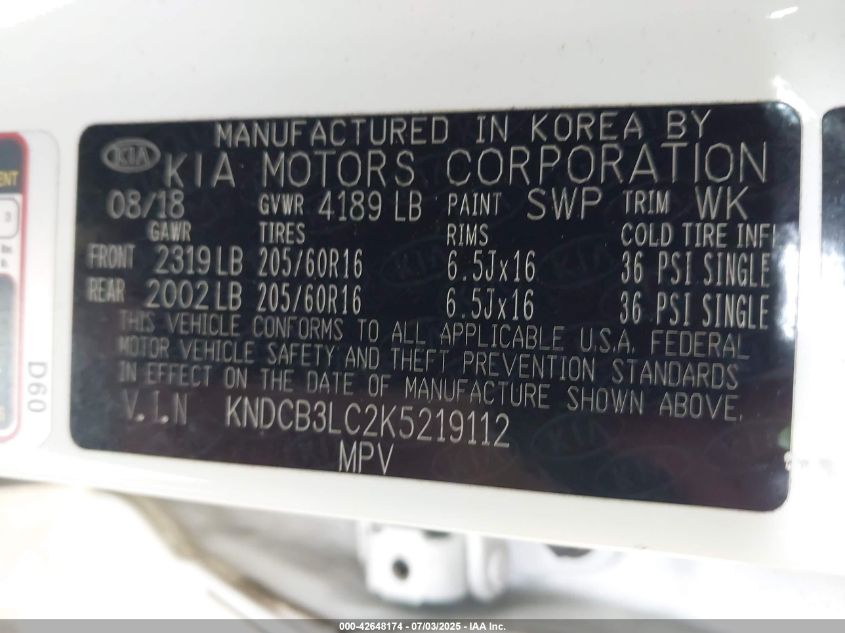 MANUFACTURED IN KOREA BY
KIA KIA MOTORS CORPORATION
08/18 GVWR 4189 LB PAINT SWP TRIM WK
GAWR TIRES RIMS COLD TIRE INFL
FRONT 2319 LB 205/60R16 6.5Jx16 36 PSI SINGLE
REAR 2002 LB 205/60R16 6.5Jx16 36 PSI SINGLE
THIS VEHICLE CONFORMS TO ALL APPLICABLE U.S.A. FEDERAL
MOTOR VEHICLE SAFETY AND THEFT PREVENTION STANDARDS
IN EFFECT ON THE DATE OF MANUFACTURE SHOWN ABOVE.
V.I.N KNDCB3LC2K5219112
MPV
D60
000-42648174 - 07/03/2025 - IAA Inc.